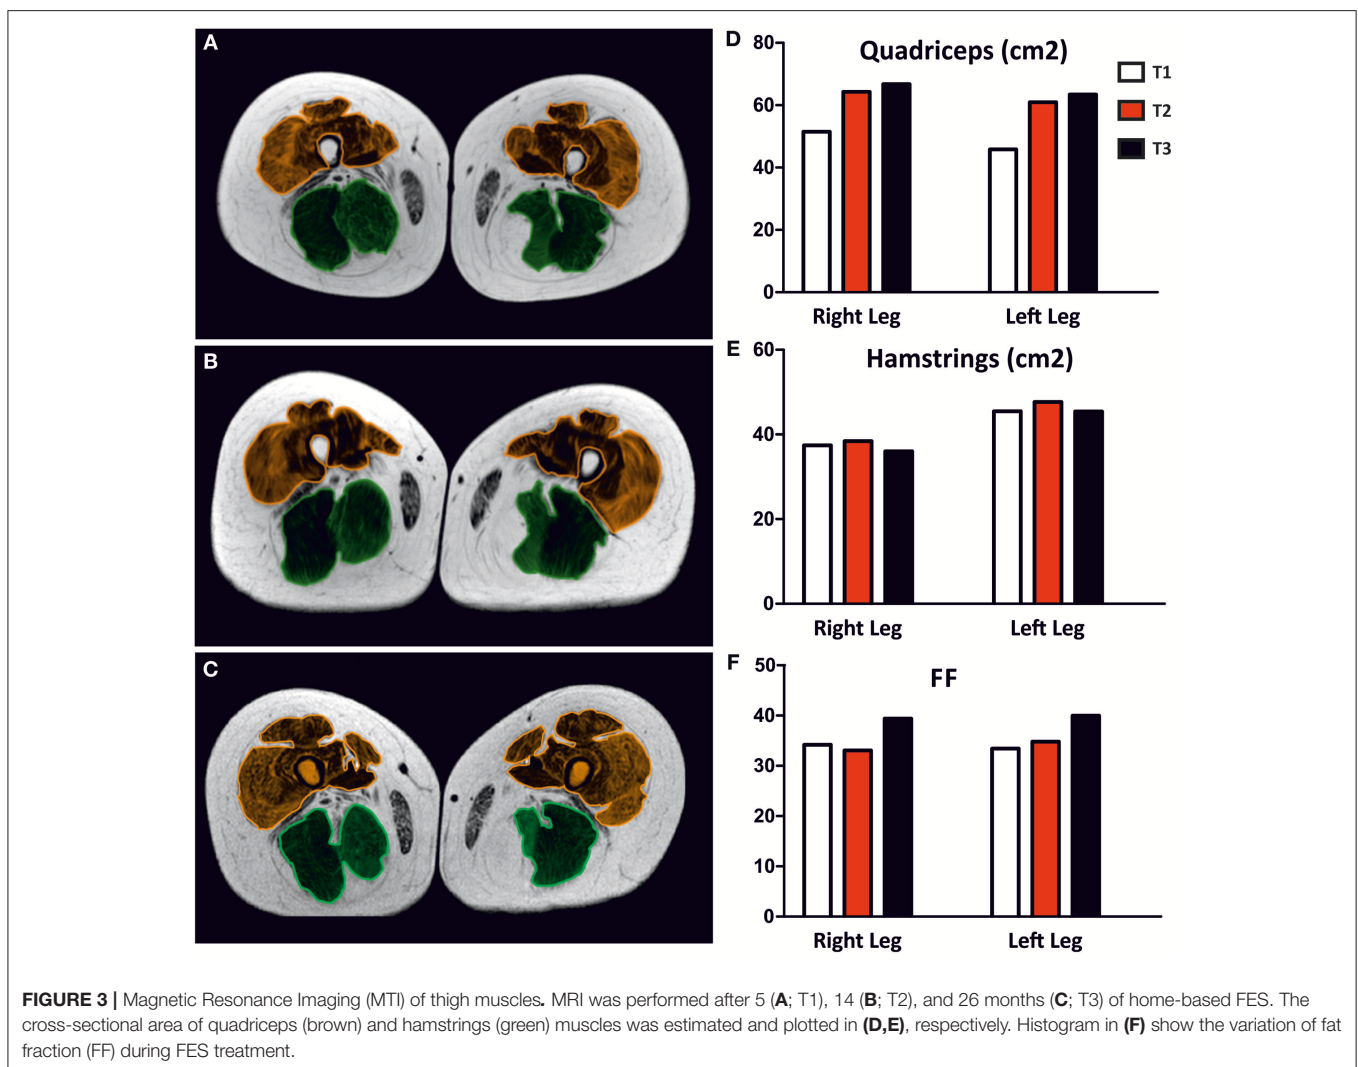 A
B
C
D
Quadriceps (cm2)
80
60
40
20
0
Right Leg
Left Leg
T1
T2
T3
E
Hamstrings (cm2)
60
40
20
0
Right Leg
Left Leg
F
FF
50
40
30
20
10
0
Right Leg
Left Leg
FIGURE 3 | Magnetic Resonance Imaging (MTI) of thigh muscles. MRI was performed after 5 (A; T1), 14 (B; T2), and 26 months (C; T3) of home-based FES. The
cross-sectional area of quadriceps (brown) and hamstrings (green) muscles was estimated and plotted in (D,E), respectively. Histogram in (F) show the variation of fat
fraction (FF) during FES treatment.